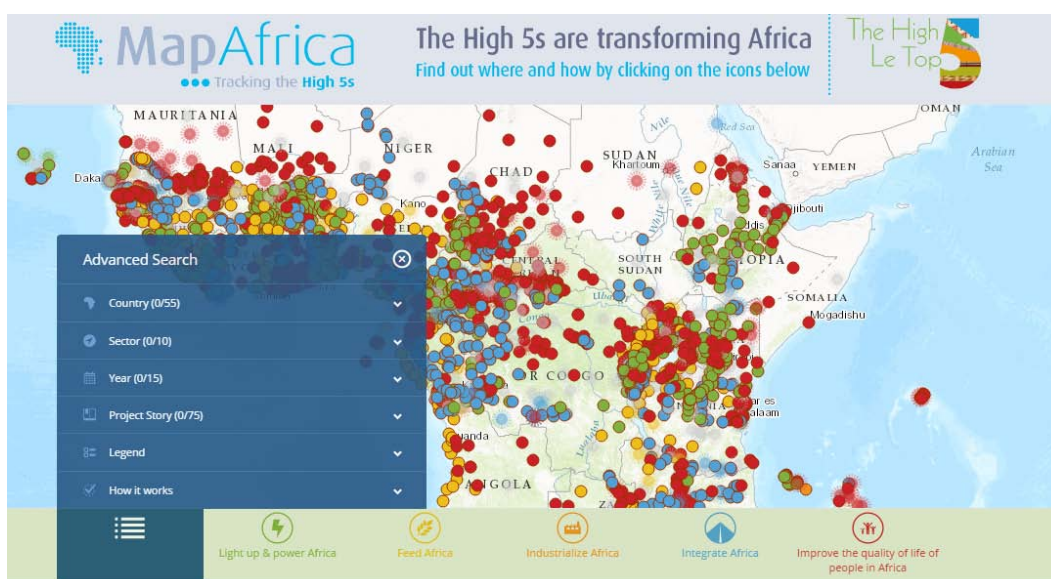 MapAfrica
Tracking the High 5s
The High 5s are transforming Africa
Find out where and how by clicking on the icons below
The High
Le Top
5
MAURITANIA
MALI
NIGER
CHAD
SUDAN
Khartoum
Nile
Red Sea
Sanaa
YEMEN
OMAN
Arabian
Sea
Kano
Djibouti
White Nile
Blue Nile
SOUTH
SUDAN
SOMALIA
Mogadishu
Congo
DR CONGO
ANGOLA
Advanced Search
Country (0/55)
Sector (0/10)
Year (0/15)
Project Story (0/75)
Legend
How it works
Light up & power Africa
Feed Africa
Industrialize Africa
Integrate Africa
Improve the quality of life of
people in Africa